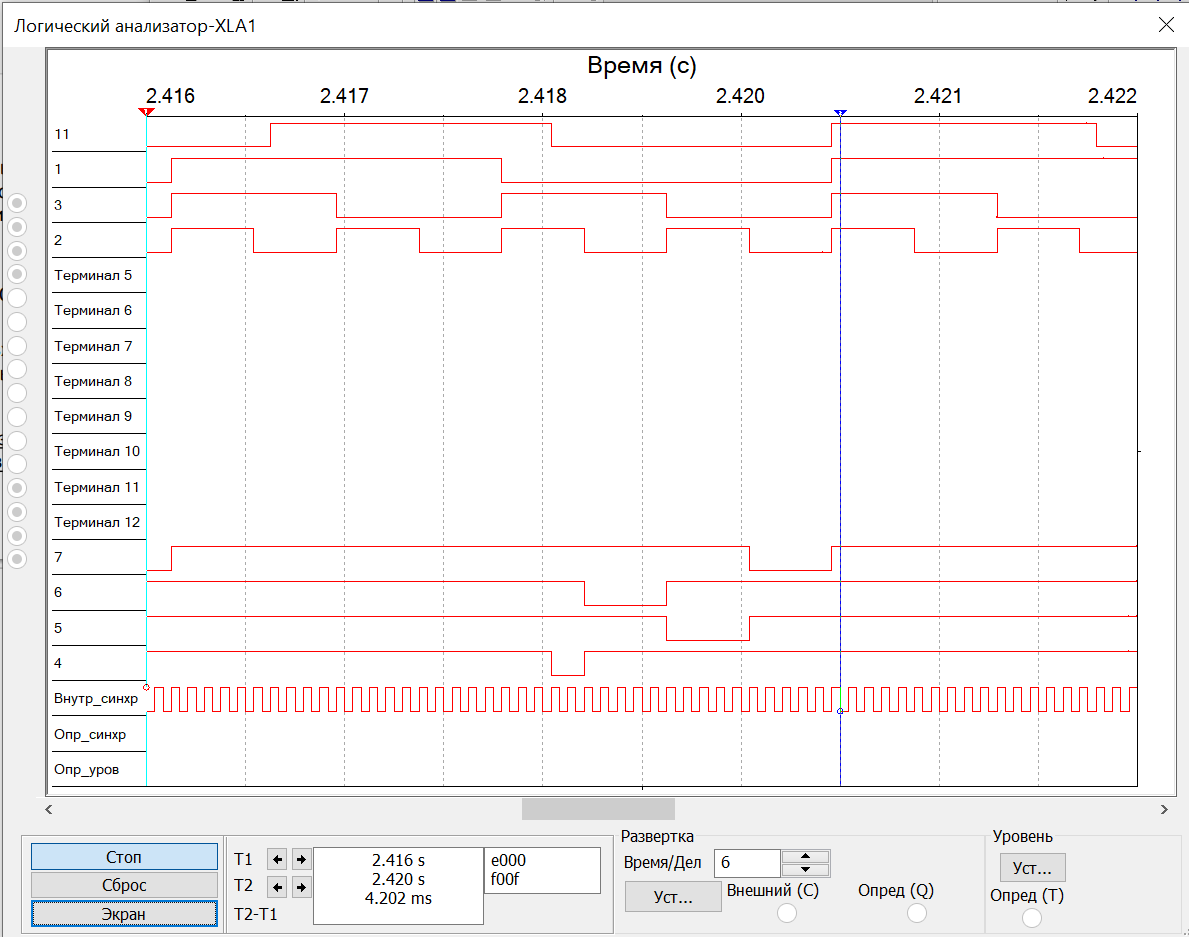 Логический анализатор-XLA1
Время (с)
2.416 2.417 2.418 2.420 2.421 2.422
11
1
3
2
Терминал 5
Терминал 6
Терминал 7
Терминал 8
Терминал 9
Терминал 10
Терминал 11
Терминал 12
7
6
5
4
Внутр_синхр
Опр_синхр
Опр_уров
Стоп
Сброс
Экран
T1
T2
T2-T1
2.416 s
2.420 s
4.202 ms
e000
f00f
Развертка
Время/Дел 6
Уст...
Внешний (C)
Опред (Q)
Уровень
Уст...
Опред (T)